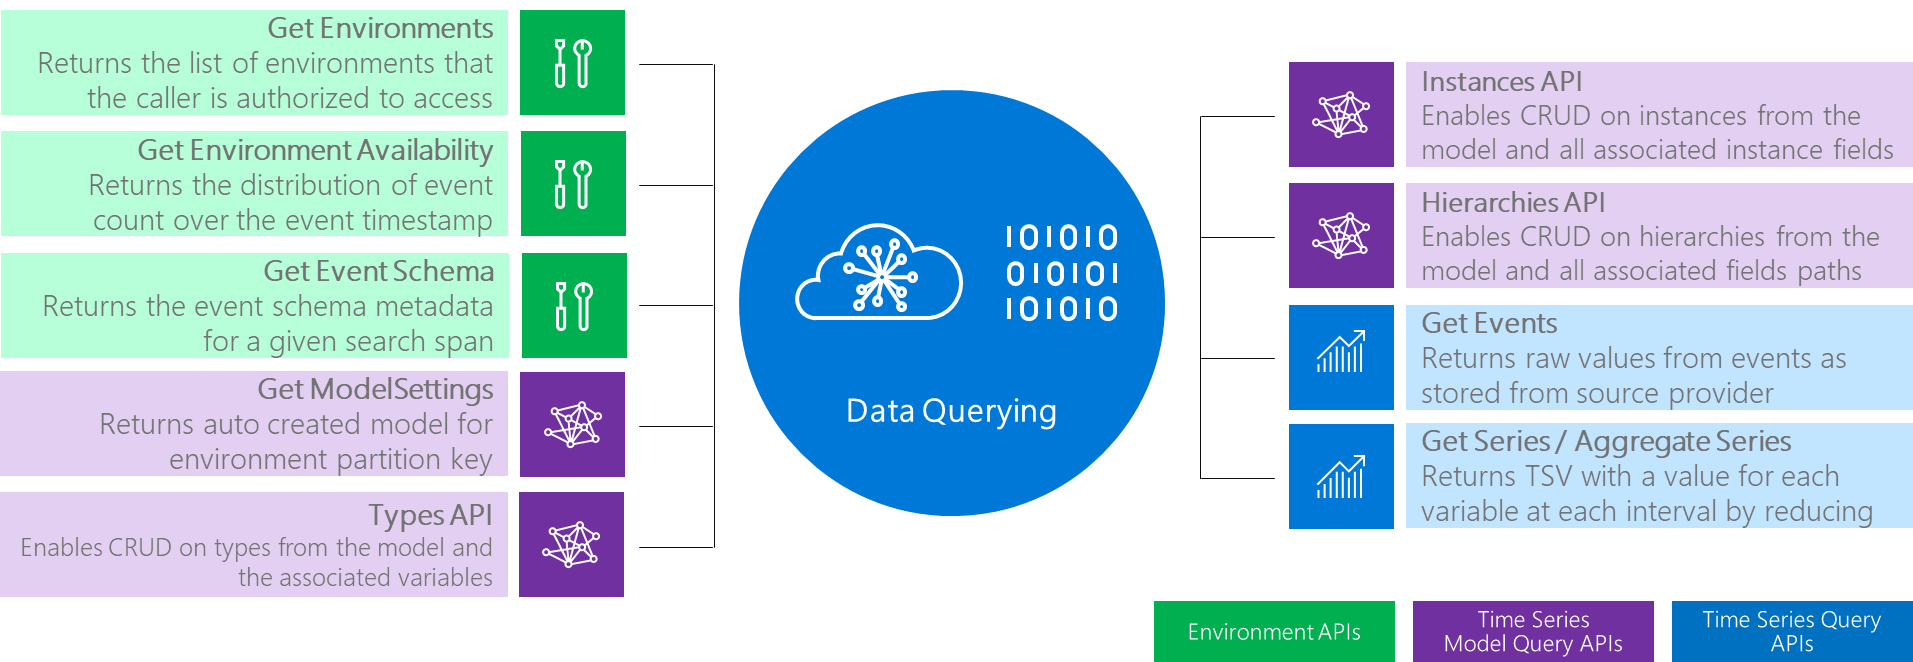 Get Environments
Returns the list of environments that
the caller is authorized to access
Get Environment Availability
Returns the distribution of event
count over the event timestamp
Get Event Schema
Returns the event schema metadata
for a given search span
Get ModelSettings
Returns auto created model for
environment partition key
Types API
Enables CRUD on types from the model and
the associated variables
101010
010101
101010
Data Querying
Instances API
Enables CRUD on instances from the
model and all associated instance fields
Hierarchies API
Enables CRUD on hierarchies from the
model and all associated fields paths
Get Events
Returns raw values from events as
stored from source provider
Get Series / Aggregate Series
Returns TSV with a value for each
variable at each interval by reducing
Environment APIs
Time Series
Model Query APIs
Time Series Query
APIs